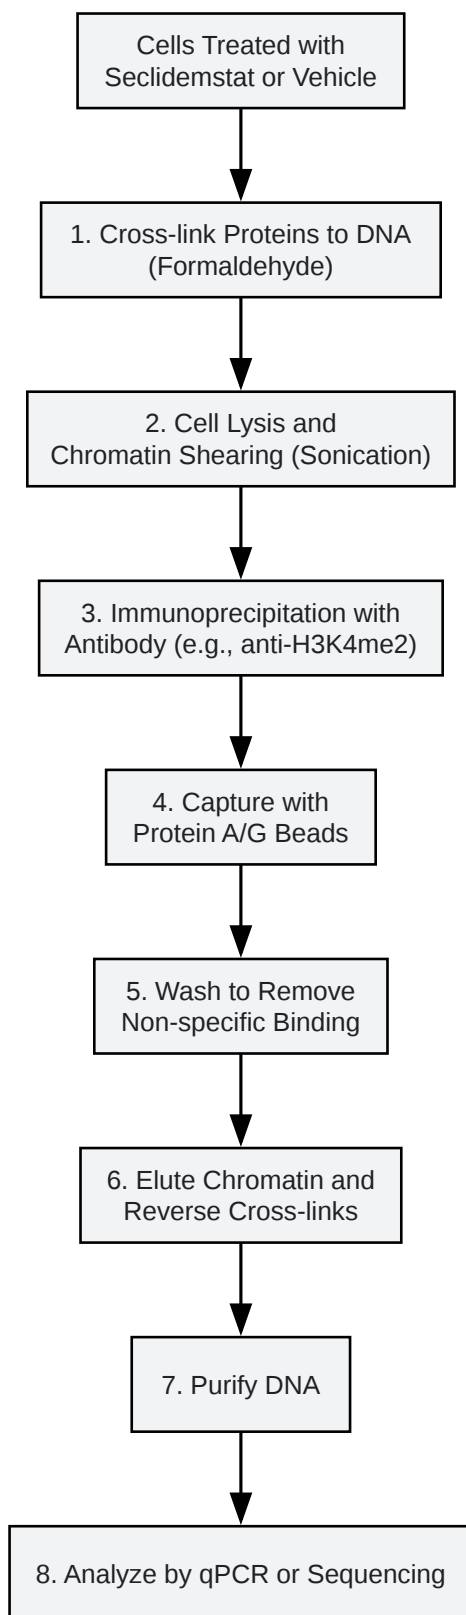 Cells Treated with
Seclidemstat or Vehicle
1. Cross-link Proteins to DNA
(Formaldehyde)
2. Cell Lysis and
Chromatin Shearing (Sonication)
3. Immunoprecipitation with
Antibody (e.g., anti-H3K4me2)
4. Capture with
Protein A/G Beads
5. Wash to Remove
Non-specific Binding
6. Elute Chromatin and
Reverse Cross-links
7. Purify DNA
8. Analyze by qPCR or Sequencing